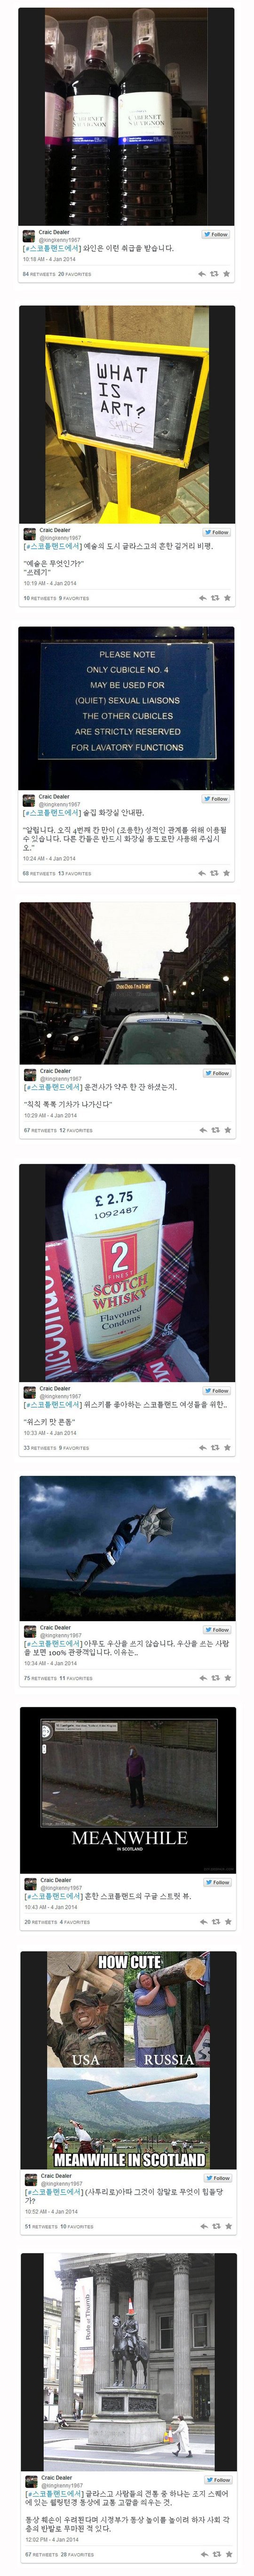 CABERNET
SAUVIGNON
CABERNET
SAUVIGNON
Craic Dealer
@kingkenny1967
Follow
[#스코틀랜드에서] 와인은 이런 취급을 받습니다.
10:18 AM - 4 Jan 2014
84 RETWEETS 20 FAVORITES
WHAT
IS
ART?
Craic Dealer
@kingkenny1967
Follow
[#스코틀랜드에서] 예술의 도시 글라스고의 흔한 길거리 비평.
"예술은 무엇인가?"
"쓰레기"
10:19 AM - 4 Jan 2014
10 RETWEETS 9 FAVORITES
PLEASE NOTE
ONLY CUBICLE NO. 4
MAY BE USED FOR
(QUIET) SEXUAL LIAISONS
THE OTHER CUBICLES
ARE STRICTLY RESERVED
FOR LAVATORY FUNCTIONS
Craic Dealer
@kingkenny1967
Follow
[#스코틀랜드에서] 술집 화장실 안내판.
"알립니다. 오직 4번째 칸 만이 (조용한) 성적인 관계를 위해 이용될
수 있습니다. 다른 칸들은 반드시 화장실 용도로만 사용해 주십시
오."
10:24 AM - 4 Jan 2014
68 RETWEETS 13 FAVORITES
Choo Choo I'm a Train!!
Craic Dealer
@kingkenny1967
Follow
[#스코틀랜드에서] 운전사가 약주 한 잔 하셨는지.
"칙칙 폭폭 기차가 나가신다"
10:29 AM - 4 Jan 2014
67 RETWEETS 12 FAVORITES
£ 2.75
1092487
2
FINEST
SCOTCH
WHISKY
Flavoured
Condoms
Craic Dealer
@kingkenny1967
Follow
[#스코틀랜드에서] 위스키를 좋아하는 스코틀랜드 여성들을 위한..
"위스키 맛 콘돔"
10:33 AM - 4 Jan 2014
33 RETWEETS 9 FAVORITES
Craic Dealer
@kingkenny1967
Follow
[#스코틀랜드에서] 아무도 우산을 쓰지 않습니다. 우산을 쓰는 사람
을 보면 100% 관광객입니다. 이유는..
10:34 AM - 4 Jan 2014
75 RETWEETS 11 FAVORITES
MEANWHILE
IN SCOTLAND
Craic Dealer
@kingkenny1967
Follow
[#스코틀랜드에서] 흔한 스코틀랜드의 구글 스트릿 뷰.
10:43 AM - 4 Jan 2014
20 RETWEETS 4 FAVORITES
HOW CUTE
USA
RUSSIA
MEANWHILE IN SCOTLAND
Craic Dealer
@kingkenny1967
Follow
[#스코틀랜드에서] (사투리로)아따 그것이 참말로 무엇이 힘들당
가?
10:52 AM - 4 Jan 2014
51 RETWEETS 10 FAVORITES
Rule of Thumb
Craic Dealer
@kingkenny1967
Follow
[#스코틀랜드에서] 글라스고 사람들의 전통 중 하나는 조지 스퀘어
에 있는 웰링턴경 동상에 교통 고깔을 씌우는 것.
동상 훼손이 우려된다며 시정부가 동상 높이를 높이려 하자 사회 각
층의 반발로 무마된 적 있다.
12:02 PM - 4 Jan 2014
67 RETWEETS 28 FAVORITES